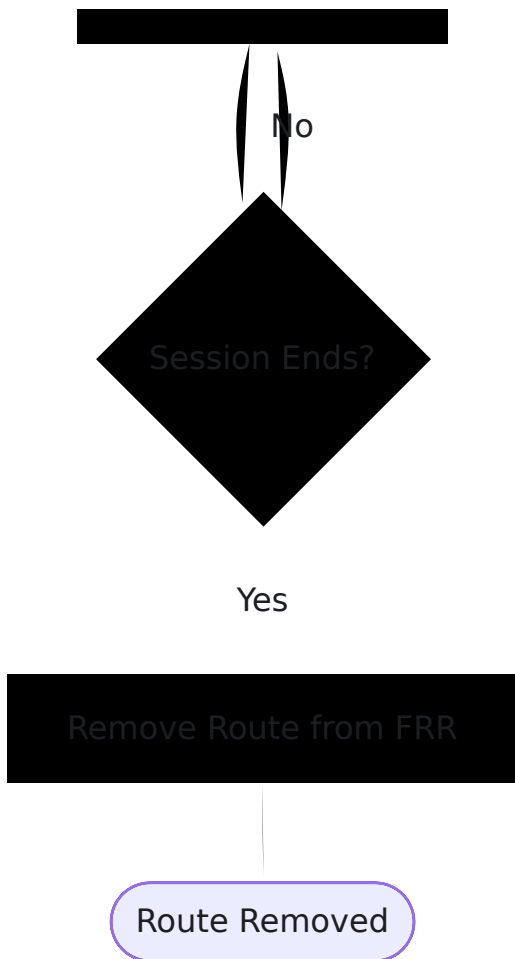 No
Session Ends?
Yes
Remove Route from FRR
Route Removed